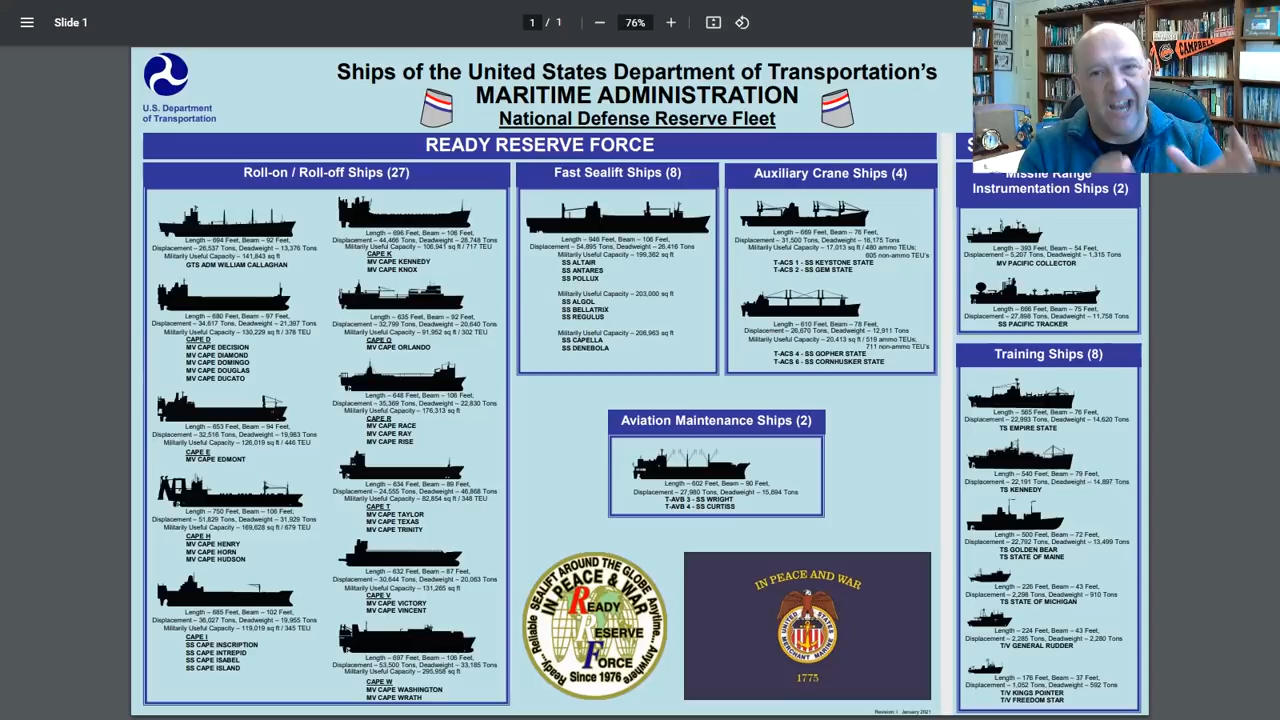 Slide 1
1 / 1
76%
CAMPBELL
U.S. Department
of Transportation
Ships of the United States Department of Transportation's
MARITIME ADMINISTRATION
National Defense Reserve Fleet
READY RESERVE FORCE
Roll-on / Roll-off Ships (27)
Length – 694 Feet, Beam – 92 Feet,
Displacement – 26,537 Tons, Deadweight – 13,376 Tons
Militarily Useful Capacity – 141,843 sq ft
GTS ADM WILLIAM CALLAGHAN
Length – 680 Feet, Beam – 97 Feet,
Displacement – 34,617 Tons, Deadweight – 21,397 Tons
Militarily Useful Capacity – 130,229 sq ft / 378 TEU
CAPE D
MV CAPE DECISION
MV CAPE DIAMOND
MV CAPE DOMINGO
MV CAPE DOUGLAS
MV CAPE DUCATO
Length – 653 Feet, Beam – 94 Feet,
Displacement – 32,516 Tons, Deadweight – 19,983 Tons
Militarily Useful Capacity – 126,019 sq ft / 446 TEU
CAPE E
MV CAPE EDMONT
Length – 750 Feet, Beam – 106 Feet,
Displacement – 51,829 Tons, Deadweight – 31,929 Tons
Militarily Useful Capacity – 169,628 sq ft / 679 TEU
CAPE H
MV CAPE HENRY
MV CAPE HORN
MV CAPE HUDSON
Length – 685 Feet, Beam – 102 Feet,
Displacement – 36,027 Tons, Deadweight – 19,955 Tons
Militarily Useful Capacity – 119,019 sq ft / 345 TEU
CAPE I
SS CAPE INSCRIPTION
SS CAPE INTREPID
SS CAPE ISABEL
SS CAPE ISLAND
Length – 696 Feet, Beam – 106 Feet,
Displacement – 44,466 Tons, Deadweight – 28,748 Tons
Militarily Useful Capacity – 106,941 sq ft / 717 TEU
CAPE K
MV CAPE KENNEDY
MV CAPE KNOX
Length – 635 Feet, Beam – 92 Feet,
Displacement – 32,799 Tons, Deadweight – 20,640 Tons
Militarily Useful Capacity – 91,952 sq ft / 302 TEU
CAPE O
MV CAPE ORLANDO
Length – 648 Feet, Beam – 106 Feet,
Displacement – 35,369 Tons, Deadweight – 22,830 Tons
Militarily Useful Capacity – 176,313 sq ft
CAPE R
MV CAPE RACE
MV CAPE RAY
MV CAPE RISE
Length – 634 Feet, Beam – 89 Feet,
Displacement – 24,555 Tons, Deadweight – 46,868 Tons
Militarily Useful Capacity – 82,854 sq ft / 348 TEU
CAPE T
MV CAPE TAYLOR
MV CAPE TEXAS
MV CAPE TRINITY
Length – 632 Feet, Beam – 87 Feet,
Displacement – 30,644 Tons, Deadweight – 20,063 Tons
Militarily Useful Capacity – 131,265 sq ft
CAPE V
MV CAPE VICTORY
MV CAPE VINCENT
Length – 697 Feet, Beam – 106 Feet,
Displacement – 53,500 Tons, Deadweight – 33,185 Tons
Militarily Useful Capacity – 295,958 sq ft
CAPE W
MV CAPE WASHINGTON
MV CAPE WRATH
Fast Sealift Ships (8)
Length – 946 Feet, Beam – 106 Feet,
Displacement – 54,895 Tons, Deadweight – 26,416 Tons
Militarily Useful Capacity – 199,362 sq ft
SS ALTAIR
SS ANTARES
SS POLLUX
Militarily Useful Capacity – 203,000 sq ft
SS ALGOL
SS BELLATRIX
SS REGULUS
Militarily Useful Capacity – 206,963 sq ft
SS CAPELLA
SS DENEBOLA
Auxiliary Crane Ships (4)
Length – 669 Feet, Beam – 76 Feet,
Displacement – 31,500 Tons, Deadweight – 16,175 Tons
Militarily Useful Capacity – 17,013 sq ft / 480 ammo TEUs;
605 non-ammo TEU's
T-ACS 1 - SS KEYSTONE STATE
T-ACS 2 – SS GEM STATE
Length – 610 Feet, Beam – 78 Feet,
Displacement – 26,670 Tons, Deadweight – 12,911 Tons
Militarily Useful Capacity – 20,413 sq ft / 519 ammo TEUs;
711 non-ammo TEU's
T-ACS 4 - SS GOPHER STATE
T-ACS 6 - SS CORNHUSKER STATE
Aviation Maintenance Ships (2)
Length – 602 Feet, Beam – 90 Feet,
Displacement – 27,980 Tons, Deadweight – 15,694 Tons
T-AVB 3 - SS WRIGHT
T-AVB 4 - SS CURTISS
SEALIFT AROUND THE GLOBE
IN PEACE & WAR
READY
RESERVE
FORCE
Since 1976
Ready, Reliable
Anytime, Anywhere
IN PEACE AND WAR
UNITED STATES
MERCHANT MARINE
1775
Revision: I January 2021
Missile Range
Instrumentation Ships (2)
Length – 393 Feet, Beam – 54 Feet,
Displacement – 5,207 Tons, Deadweight – 1,315 Tons
MV PACIFIC COLLECTOR
Length – 666 Feet, Beam – 75 Feet,
Displacement – 27,898 Tons, Deadweight – 11,758 Tons
SS PACIFIC TRACKER
Training Ships (8)
Length – 565 Feet, Beam – 76 Feet,
Displacement – 22,993 Tons, Deadweight – 14,620 Tons
TS EMPIRE STATE
Length – 540 Feet, Beam – 79 Feet,
Displacement – 22,191 Tons, Deadweight – 14,897 Tons
TS KENNEDY
Length – 500 Feet, Beam – 72 Feet,
Displacement – 22,792 Tons, Deadweight – 13,499 Tons
TS GOLDEN BEAR
TS STATE OF MAINE
Length – 226 Feet, Beam – 43 Feet,
Displacement – 2,298 Tons, Deadweight – 910 Tons
TS STATE OF MICHIGAN
Length – 224 Feet, Beam – 43 Feet,
Displacement – 2,285 Tons, Deadweight – 2,280 Tons
T/V GENERAL RUDDER
Length – 176 Feet, Beam – 37 Feet,
Displacement – 1,052 Tons, Deadweight – 592 Tons
T/V KINGS POINTER
T/V FREEDOM STAR